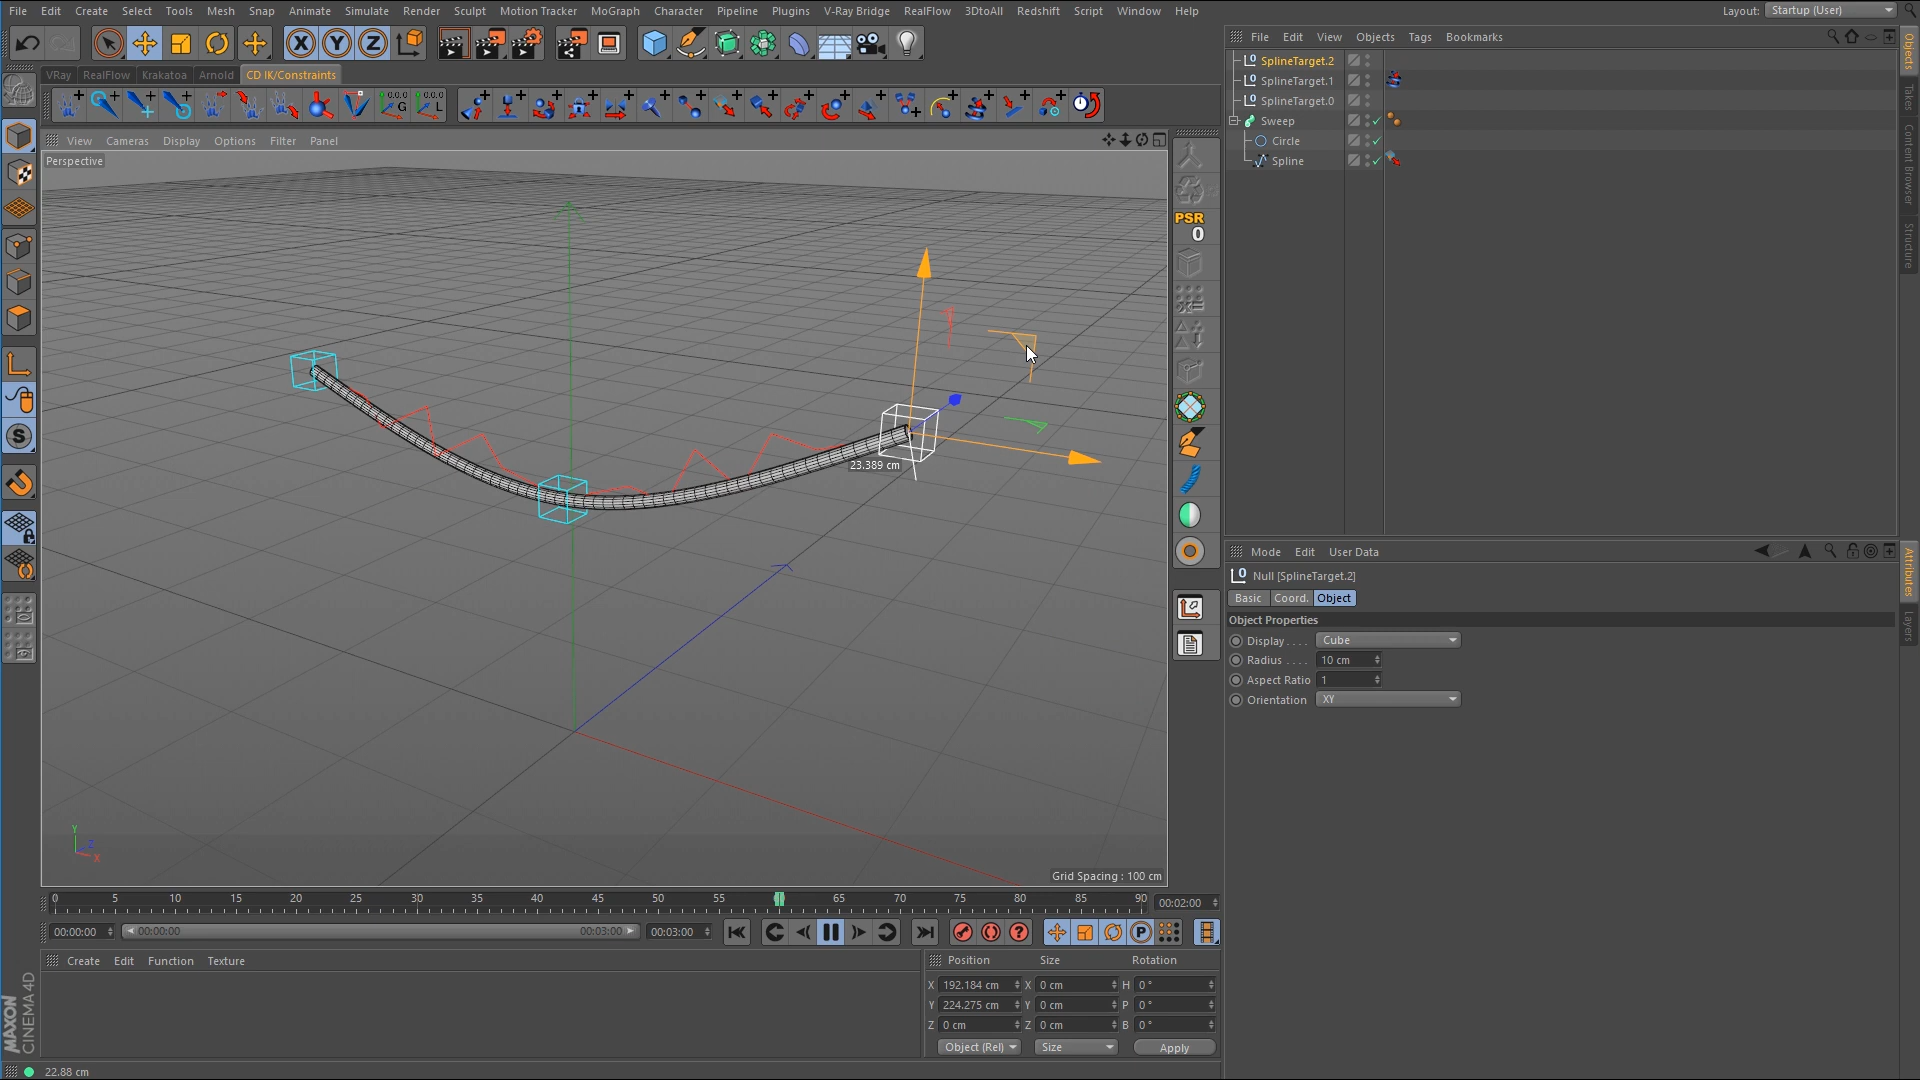 File Edit Create Select Tools Mesh Snap Animate Simulate Render Sculpt Motion Tracker MoGraph Character Pipeline Plugins V-Ray Bridge RealFlow 3DtoAll Redshift Script Window Help Layout: Startup (User)
File Edit View Objects Tags Bookmarks
VRay RealFlow Krakatoa Arnold CD IK/Constraints
View Cameras Display Options Filter Panel
Perspective
SplineTarget.2
SplineTarget.1
SplineTarget.0
Sweep
Circle
Spline
Objects
Takes
Content Browser
Structure
PSR
0
23.389 cm
Mode Edit User Data
Null [SplineTarget.2]
Basic Coord. Object
Object Properties
Display . . . . Cube
Radius . . . . 10 cm
Aspect Ratio 1
Orientation XY
Attributes
Layers
Y
Z
X
Grid Spacing : 100 cm
0 5 10 15 20 25 30 35 40 45 50 55 65 70 75 80 85 90 00:02:00
00:00:00 00:00:00 00:03:00 00:03:00
Create Edit Function Texture
Position Size Rotation
X 192.184 cm X 0 cm H 0 °
Y 224.275 cm Y 0 cm P 0 °
Z 0 cm Z 0 cm B 0 °
Object (Rel) Size Apply
MAXON
CINEMA 4D
22.88 cm